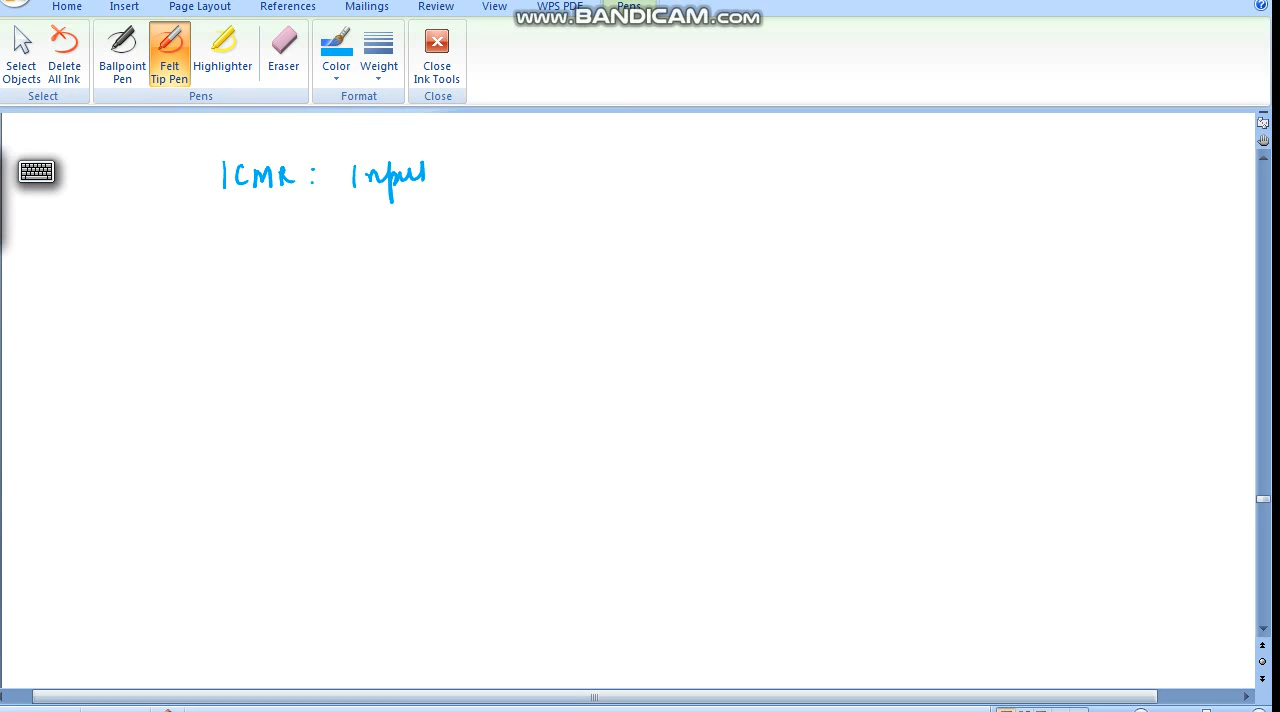 Home Insert Page Layout References Mailings Review View WPS PDF Pens
www.BANDICAM.com
Select Objects Delete All Ink Ballpoint Pen Felt Tip Pen Highlighter Eraser Color Weight Close Ink Tools
Select Pens Format Close
ICMR : Input